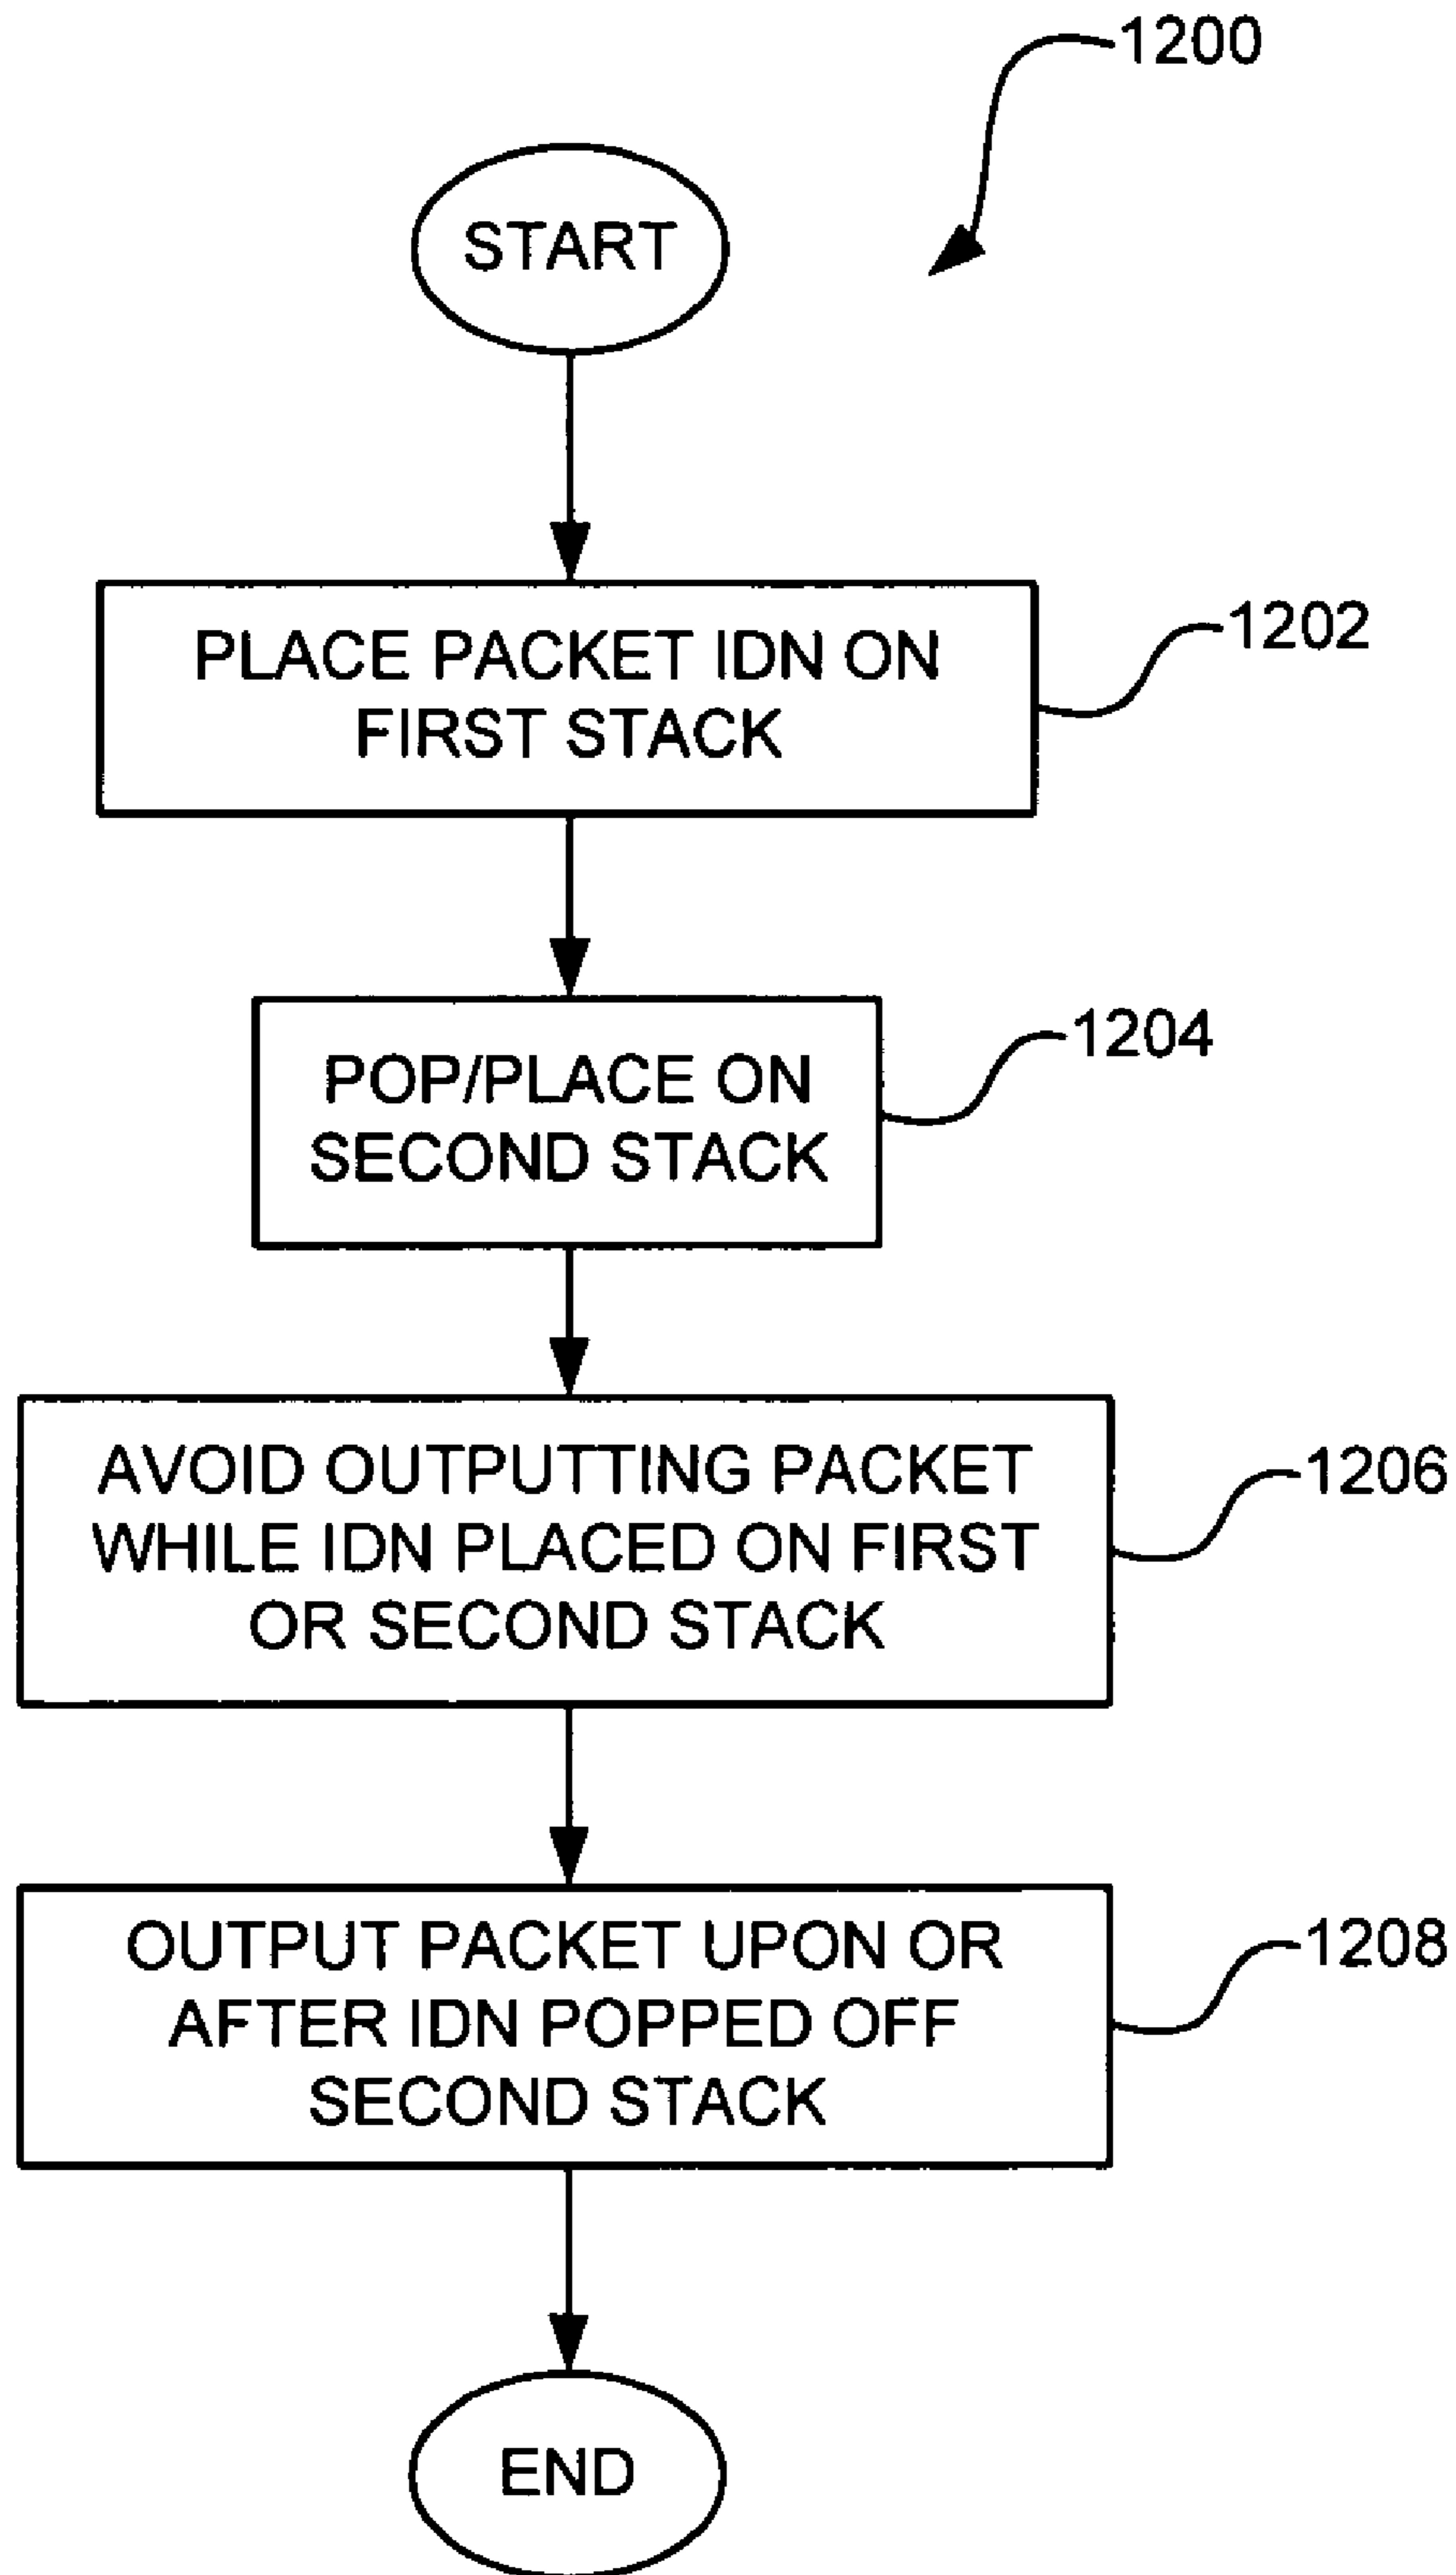 1200
START
PLACE PACKET IDN ON
FIRST STACK
1202
POP/PLACE ON
SECOND STACK
1204
AVOID OUTPUTTING PACKET
WHILE IDN PLACED ON FIRST
OR SECOND STACK
1206
OUTPUT PACKET UPON OR
AFTER IDN POPPED OFF
SECOND STACK
1208
END